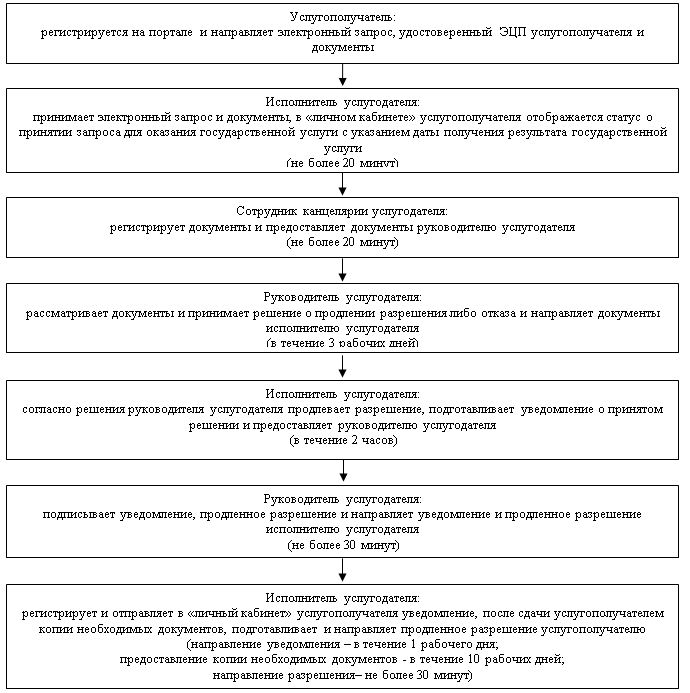 Услугополучатель:
регистрируется на портале и направляет электронный запрос, удостоверенный ЭЦП услугополучателя и
документы
Исполнитель услугодателя:
принимает электронный запрос и документы, в «личном кабинете» услугополучателя отображается статус о
принятии запроса для оказания государственной услуги с указанием даты получения результата государственной
услуги
(не более 20 минут)
Сотрудник канцелярии услугодателя:
регистрирует документы и предоставляет документы руководителю услугодателя
(не более 20 минут)
Руководитель услугодателя:
рассматривает документы и принимает решение о продлении разрешения либо отказа и направляет документы
исполнителю услугодателя
(в течение 3 рабочих дней)
Исполнитель услугодателя:
согласно решения руководителя услугодателя продлевает разрешение, подготавливает уведомление о принятом
решении и предоставляет руководителю услугодателя
(в течение 2 часов)
Руководитель услугодателя:
подписывает уведомление, продленное разрешение и направляет уведомление и продленное разрешение
исполнителю услугодателя
(не более 30 минут)
Исполнитель услугодателя:
регистрирует и отправляет в «личный кабинет» услугополучателя уведомление, после сдачи услугополучателем
копии необходимых документов, подготавливает и направляет продленное разрешение услугополучателю
(направление уведомления – в течение 1 рабочего дня;
предоставление копии необходимых документов - в течение 10 рабочих дней;
направление разрешения– не более 30 минут)